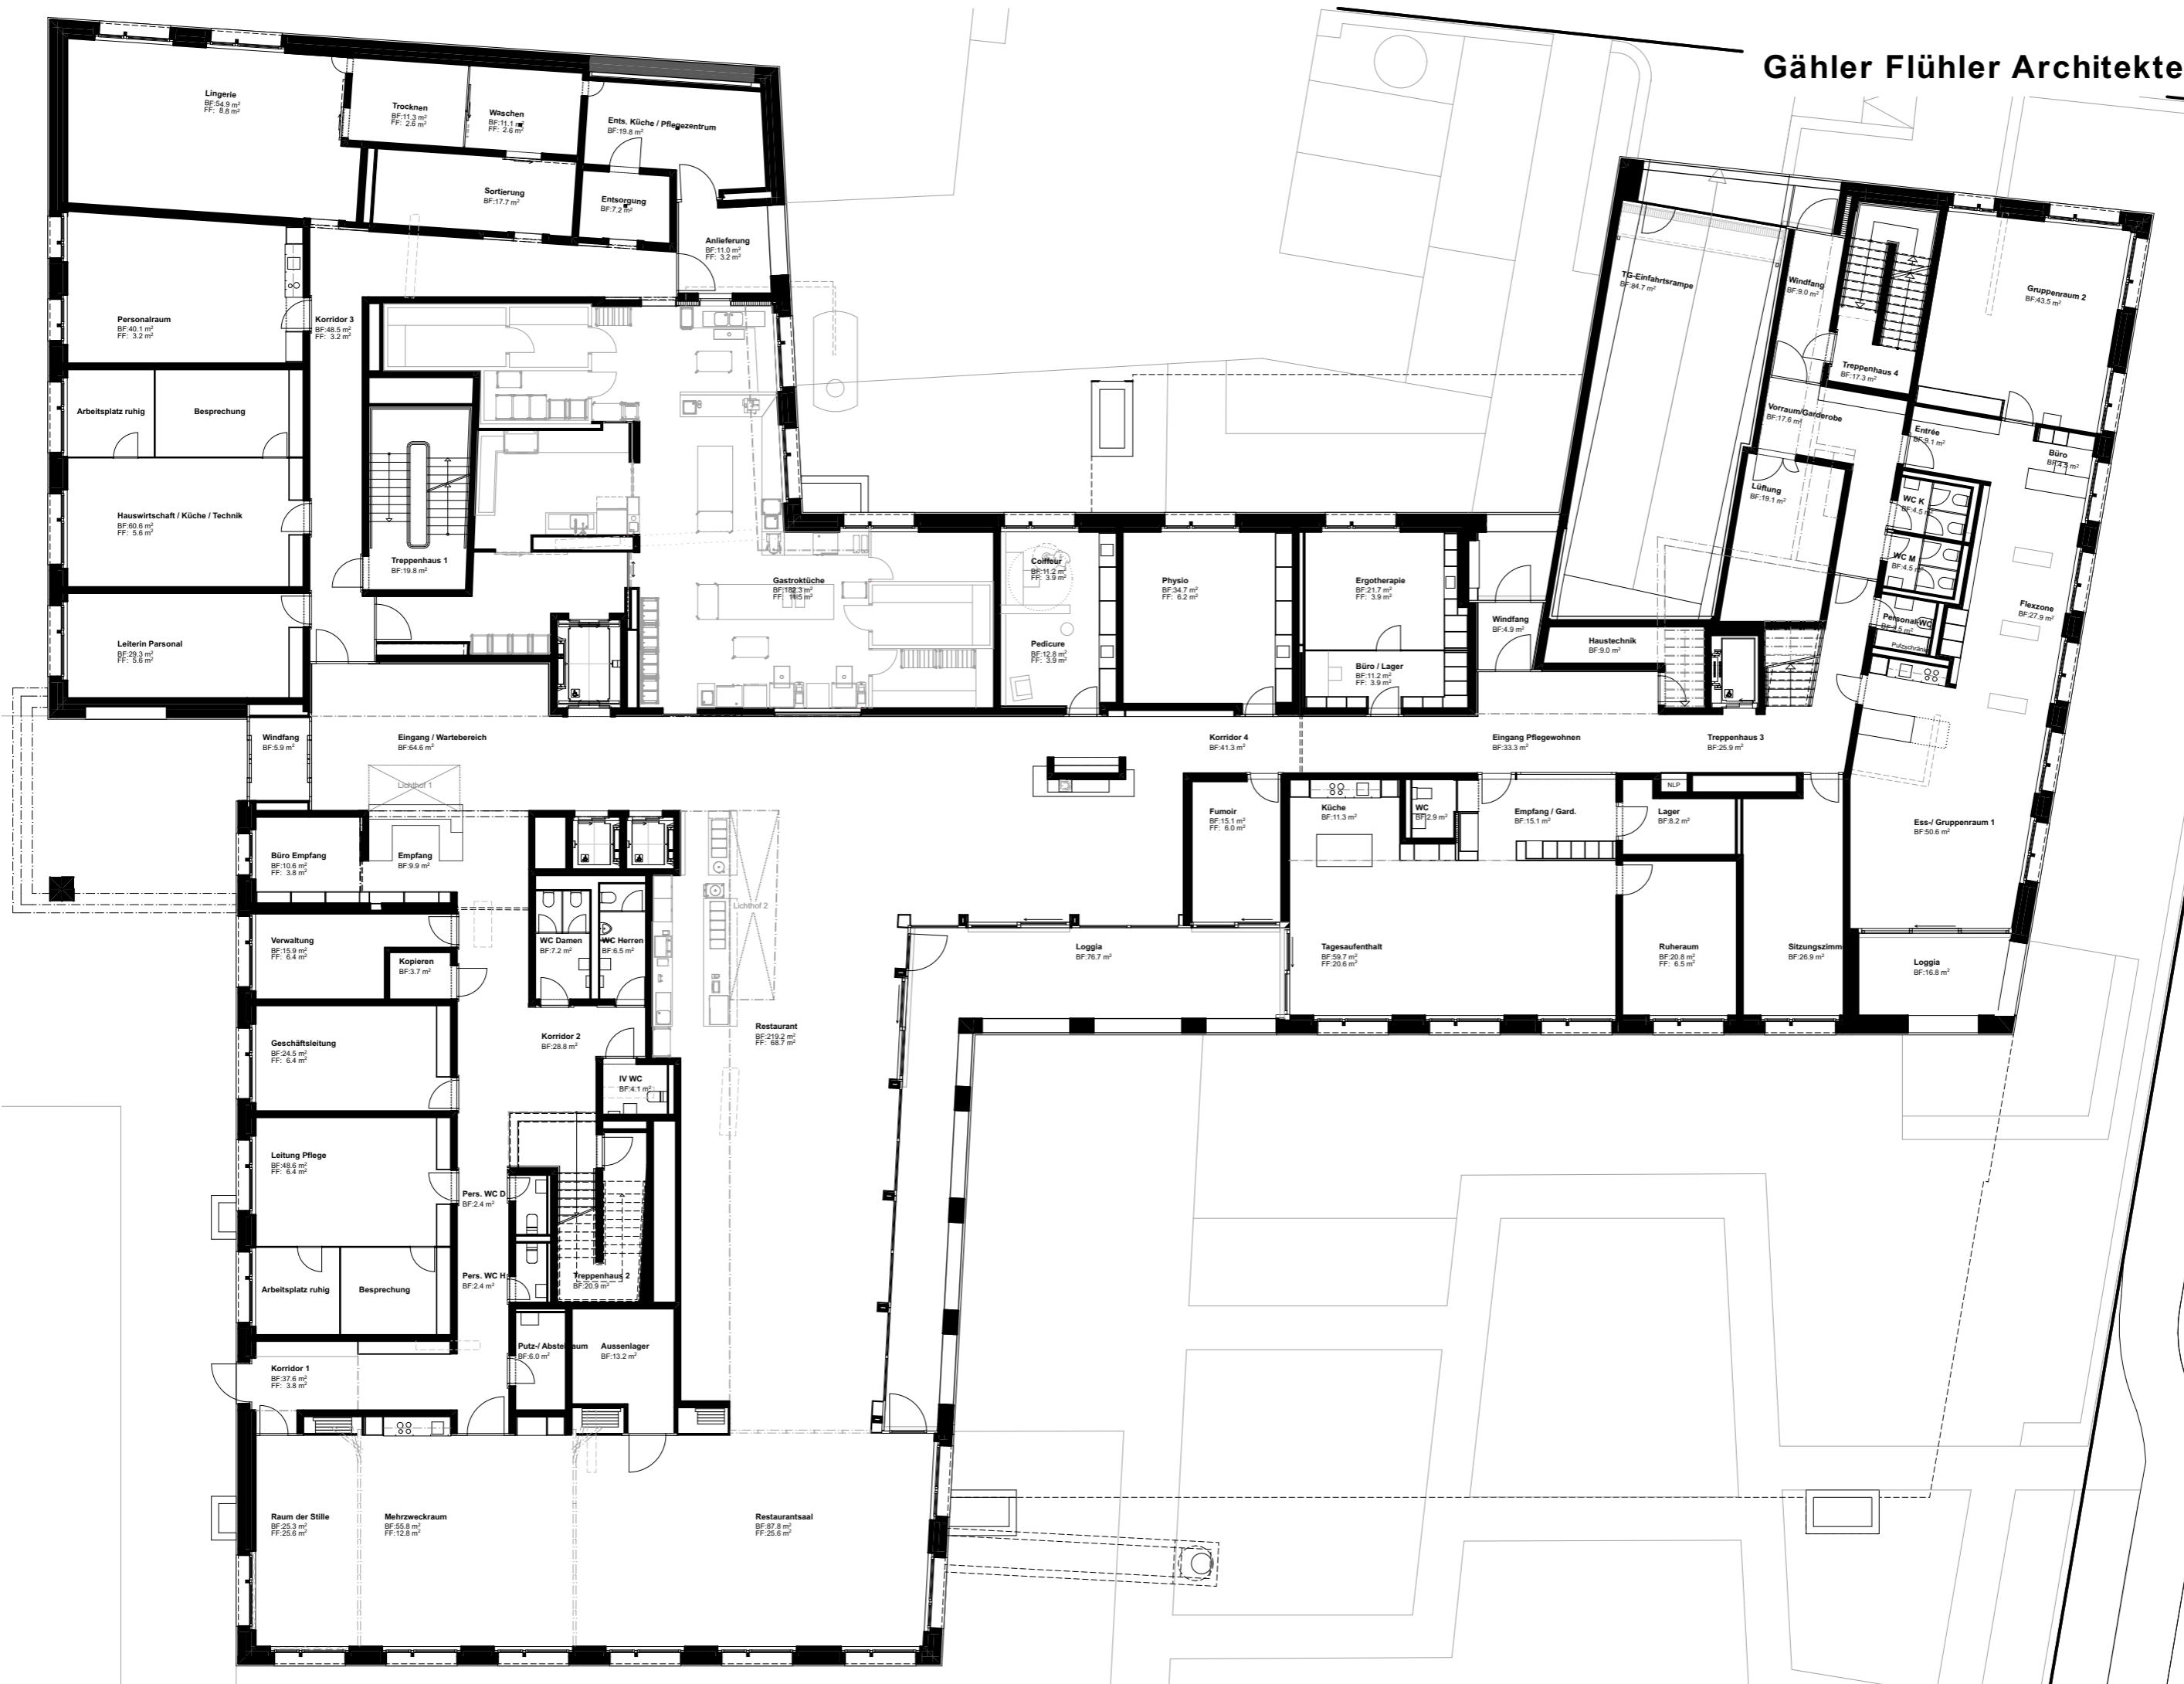 Gähler Flühler Architekte
Lingerie
BF:54.9 m²
FF: 8.8 m²
Trocknen
BF:11.3 m²
FF: 2.6 m²
Waschen
BF:11.1 m²
FF: 2.6 m²
Ents. Küche / Pflegezentrum
BF:19.8 m²
Sortierung
BF:17.7 m²
Entsorgung
BF:7.2 m²
Anlieferung
BF:11.0 m²
FF: 3.2 m²
Personalraum
BF:40.1 m²
FF: 3.2 m²
Korridor 3
BF:48.5 m²
FF: 3.2 m²
Arbeitsplatz ruhig
Besprechung
Hauswirtschaft / Küche / Technik
BF:60.6 m²
FF: 5.6 m²
Treppenhaus 1
BF:19.8 m²
Leiterin Parsonal
BF:29.3 m²
FF: 5.6 m²
Gastroktüche
BF:182.3 m²
Coiffeur
BF:11.2 m²
FF: 3.9 m²
Pedicure
BF:12.8 m²
FF: 3.9 m²
Physio
BF:34.7 m²
FF: 6.2 m²
Ergotherapie
BF:21.7 m²
FF: 3.9 m²
Büro / Lager
BF:11.2 m²
FF: 3.9 m²
Windfang
BF:4.9 m²
Haustechnik
BF:9.0 m²
TG-Einfahrtsrampe
BF:84.7 m²
Windfang
BF:9.0 m²
Gruppenraum 2
BF:43.5 m²
Treppenhaus 4
BF:17.3 m²
Vorraum/Garderobe
BF:17.6 m²
Entrée
BF:9.1 m²
Büro
Lüftung
BF:19.1 m²
WC K
BF:4.5 m²
WC M
BF:4.5 m²
Personal WC
Putzschrank
Flexzone
BF:27.9 m²
Windfang
BF:5.9 m²
Eingang / Wartebereich
BF:64.6 m²
Lichthof 1
Korridor 4
BF:41.3 m²
Eingang Pflegewohnen
BF:33.3 m²
Treppenhaus 3
BF:25.9 m²
NLP
Büro Empfang
BF:10.6 m²
FF: 3.8 m²
Empfang
BF:9.9 m²
Fumoir
BF:15.1 m²
FF: 6.0 m²
Küche
BF:11.3 m²
WC
BF:2.9 m²
Empfang / Gard.
BF:15.1 m²
Lager
BF:8.2 m²
Ess-/ Gruppenraum 1
BF:50.6 m²
Lichthof 2
Verwaltung
BF:15.9 m²
FF: 6.4 m²
Kopieren
BF:3.7 m²
WC Damen
BF:7.2 m²
WC Herren
BF:6.5 m²
Loggia
BF:76.7 m²
Tagesaufenthalt
BF:59.7 m²
FF:20.6 m²
Ruheraum
BF:20.8 m²
FF: 6.5 m²
Sitzungszimm
BF:26.9 m²
Loggia
BF:16.8 m²
Geschäftsleitung
BF:24.5 m²
FF: 6.4 m²
Korridor 2
BF:28.8 m²
Restaurant
BF:219.2 m²
FF: 68.7 m²
IV WC
BF:4.1 m²
Leitung Pflege
BF:48.6 m²
FF: 6.4 m²
Pers. WC D
BF:2.4 m²
Pers. WC H
BF:2.4 m²
Treppenhaus 2
BF:20.9 m²
Arbeitsplatz ruhig
Besprechung
Putz-/ Abstellraum
BF:6.0 m²
Aussenlager
BF:13.2 m²
Korridor 1
BF:37.6 m²
FF: 3.8 m²
Raum der Stille
BF:25.3 m²
FF:25.6 m²
Mehrzweckraum
BF:55.8 m²
FF:12.8 m²
Restaurantsaal
BF:87.8 m²
FF:25.6 m²